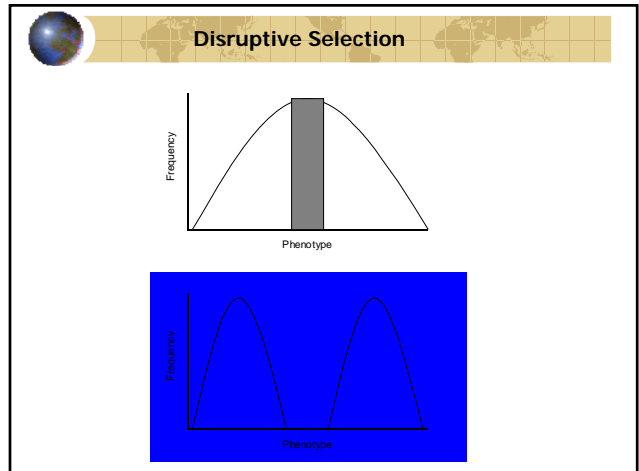 Disruptive Selection
Frequency
Phenotype
Frequency
Phenotype